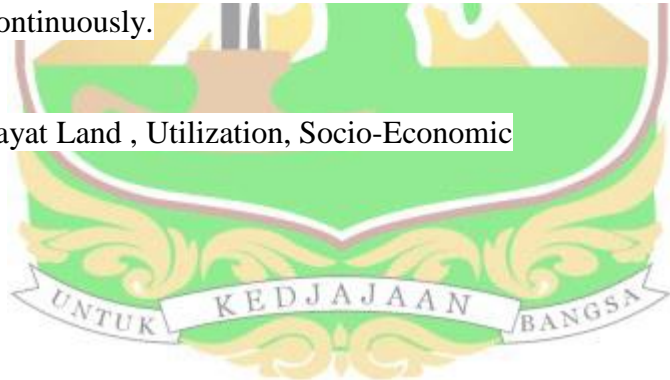 ontinuously.
ayat Land , Utilization, Socio-Economic
UNTUK KEDJAJAAN BANGSA